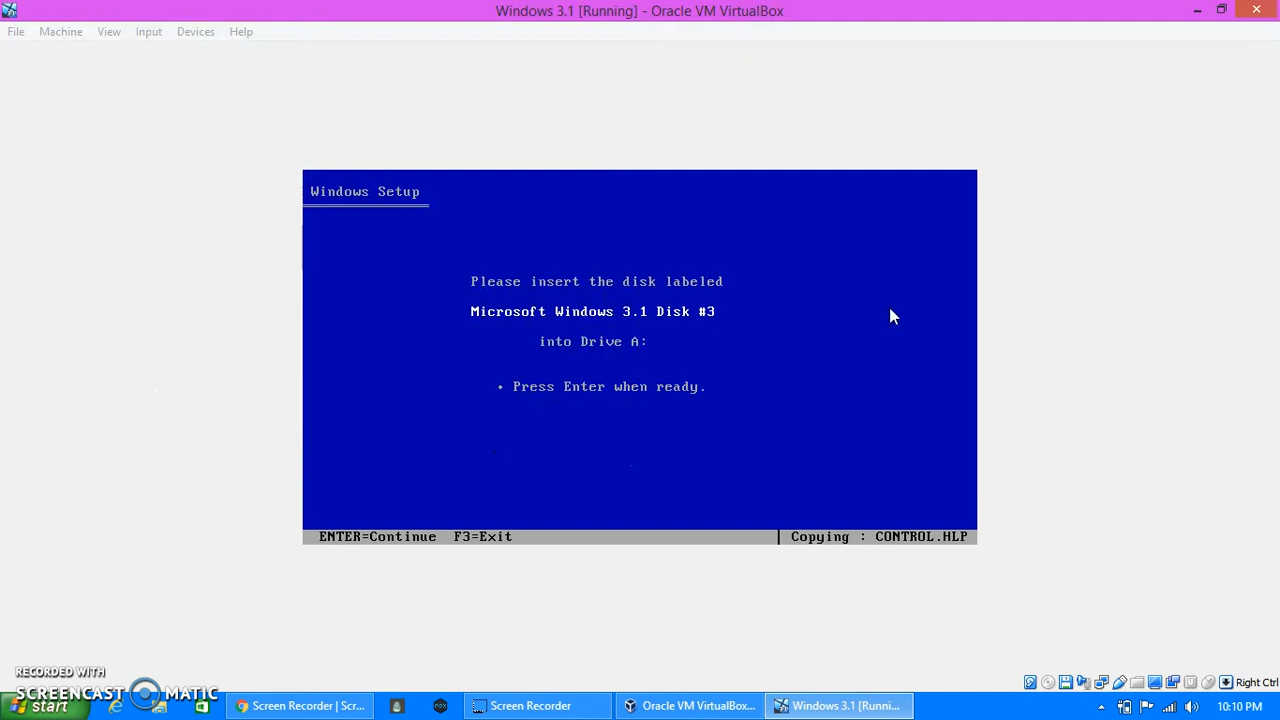 Windows 3.1 [Running] - Oracle VM VirtualBox
File Machine View Input Devices Help
Windows Setup
Please insert the disk labeled
Microsoft Windows 3.1 Disk #3
into Drive A:
• Press Enter when ready.
ENTER=Continue F3=Exit | Copying : CONTROL.HLP
RECORDED WITH
SCREENCAST MATIC
Right Ctrl
start
Screen Recorder | Scr...
Screen Recorder
Oracle VM VirtualBox...
Windows 3.1 [Runni...
10:10 PM